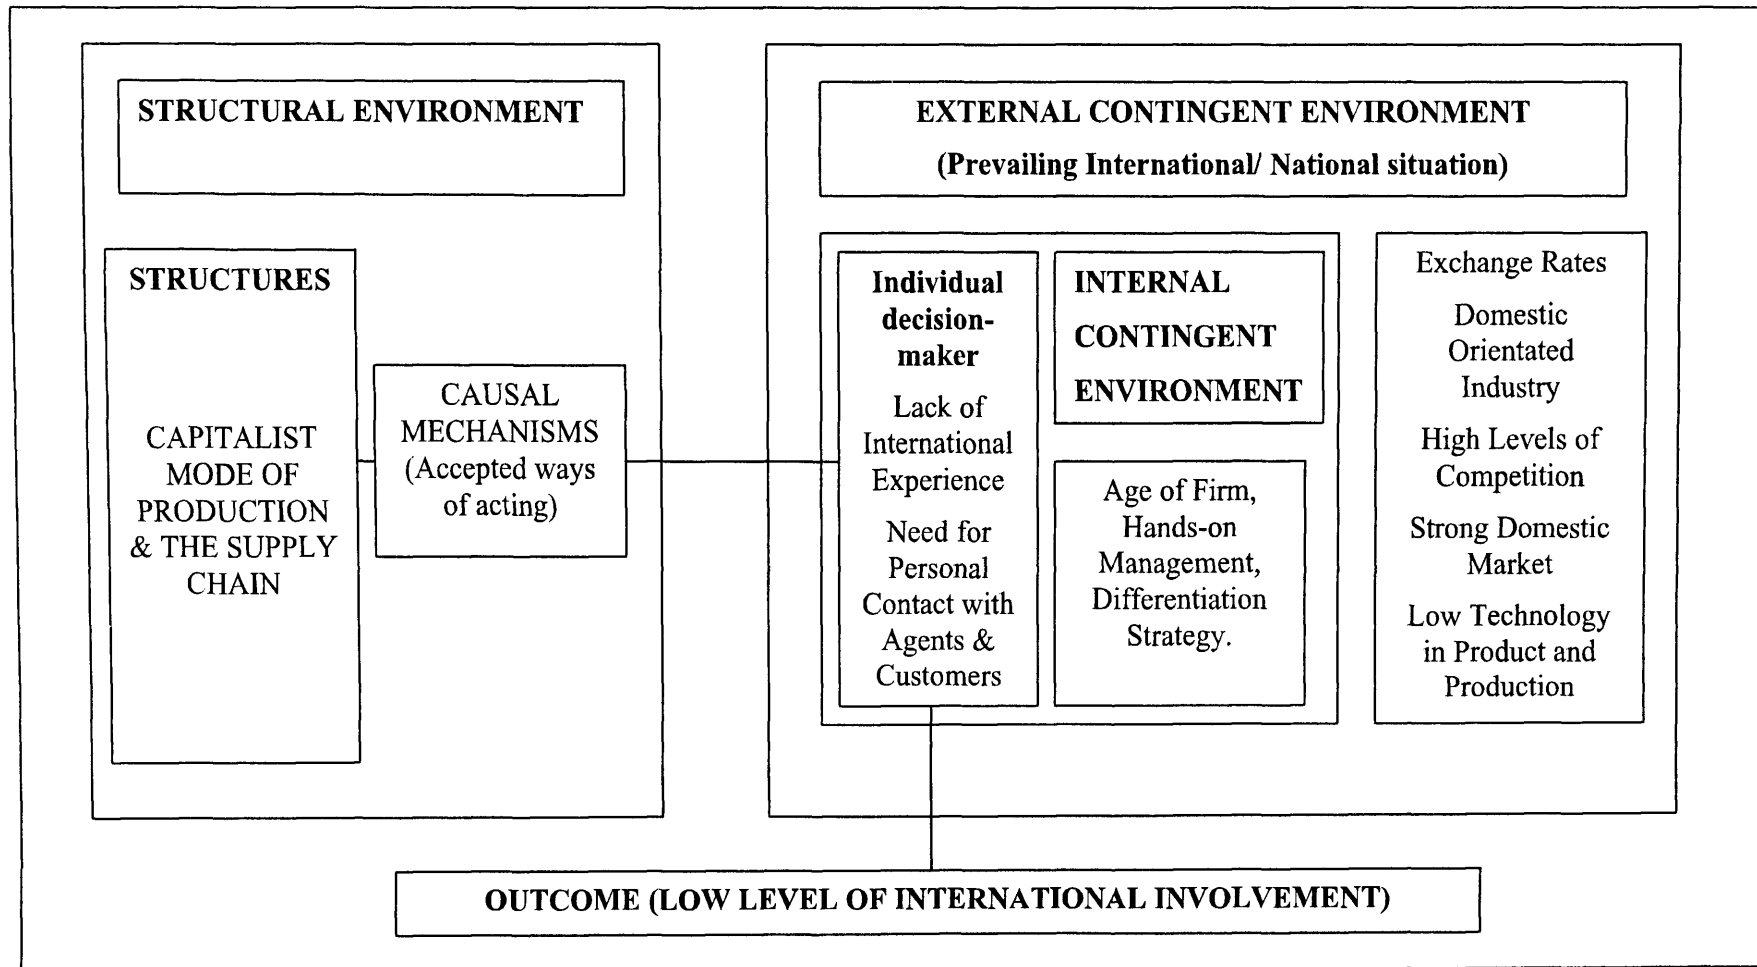 STRUCTURAL ENVIRONMENT
STRUCTURES
CAPITALIST
MODE OF
PRODUCTION
& THE SUPPLY
CHAIN
CAUSAL
MECHANISMS
(Accepted ways
of acting)
EXTERNAL CONTINGENT ENVIRONMENT
(Prevailing International/ National situation)
Individual
decision-
maker
Lack of
International
Experience
Need for
Personal
Contact with
Agents &
Customers
INTERNAL
CONTINGENT
ENVIRONMENT
Age of Firm,
Hands-on
Management,
Differentiation
Strategy.
Exchange Rates
Domestic
Orientated
Industry
High Levels of
Competition
Strong Domestic
Market
Low Technology
in Product and
Production
OUTCOME (LOW LEVEL OF INTERNATIONAL INVOLVEMENT)